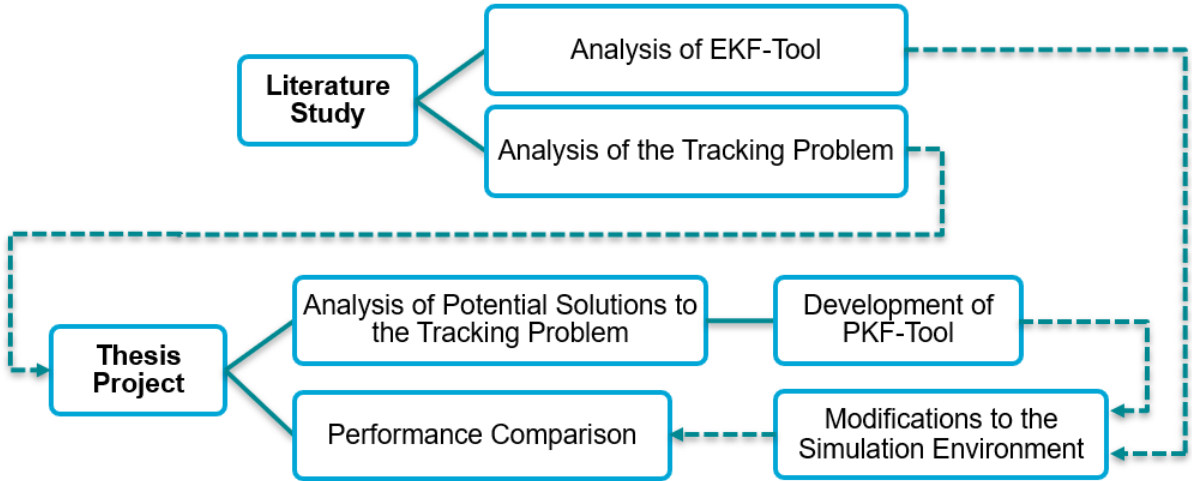 Analysis of EKF-Tool
Literature
Study
Analysis of the Tracking Problem
Analysis of Potential Solutions to
the Tracking Problem
Development of
PKF-Tool
Thesis
Project
Performance Comparison
Modifications to the
Simulation Environment